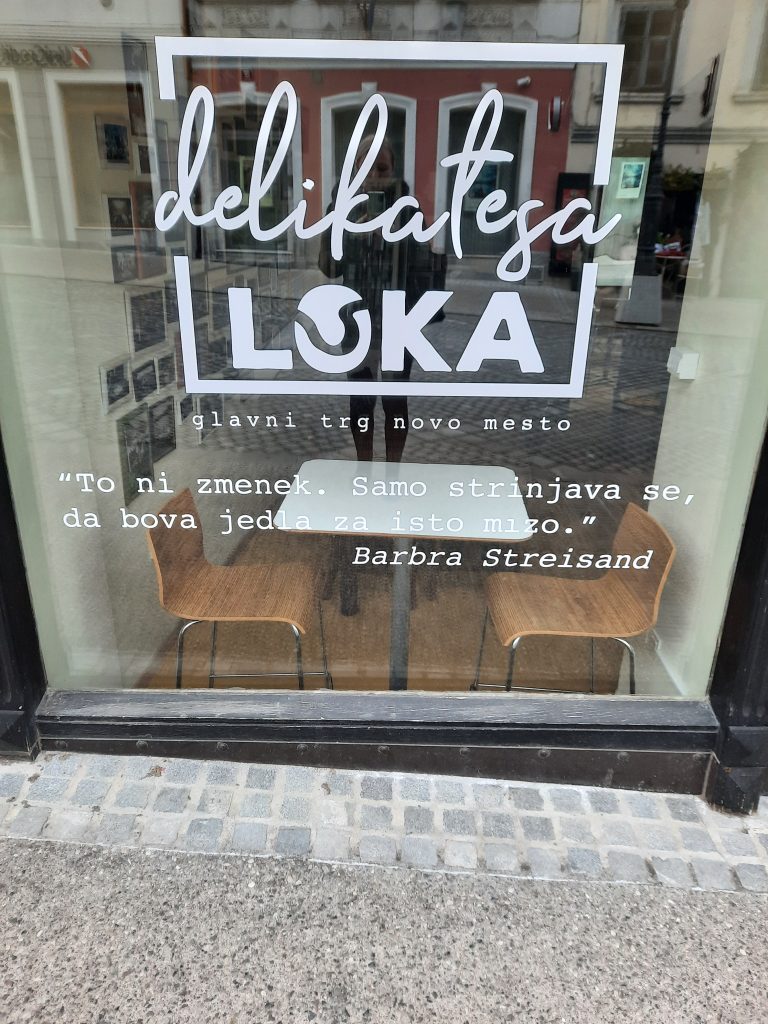 delikatesa
LOKA
glavni trg novo mesto
“To ni zmenek. Samo strinjava se,
da bova jedla za isto mizo.”
Barbra Streisand